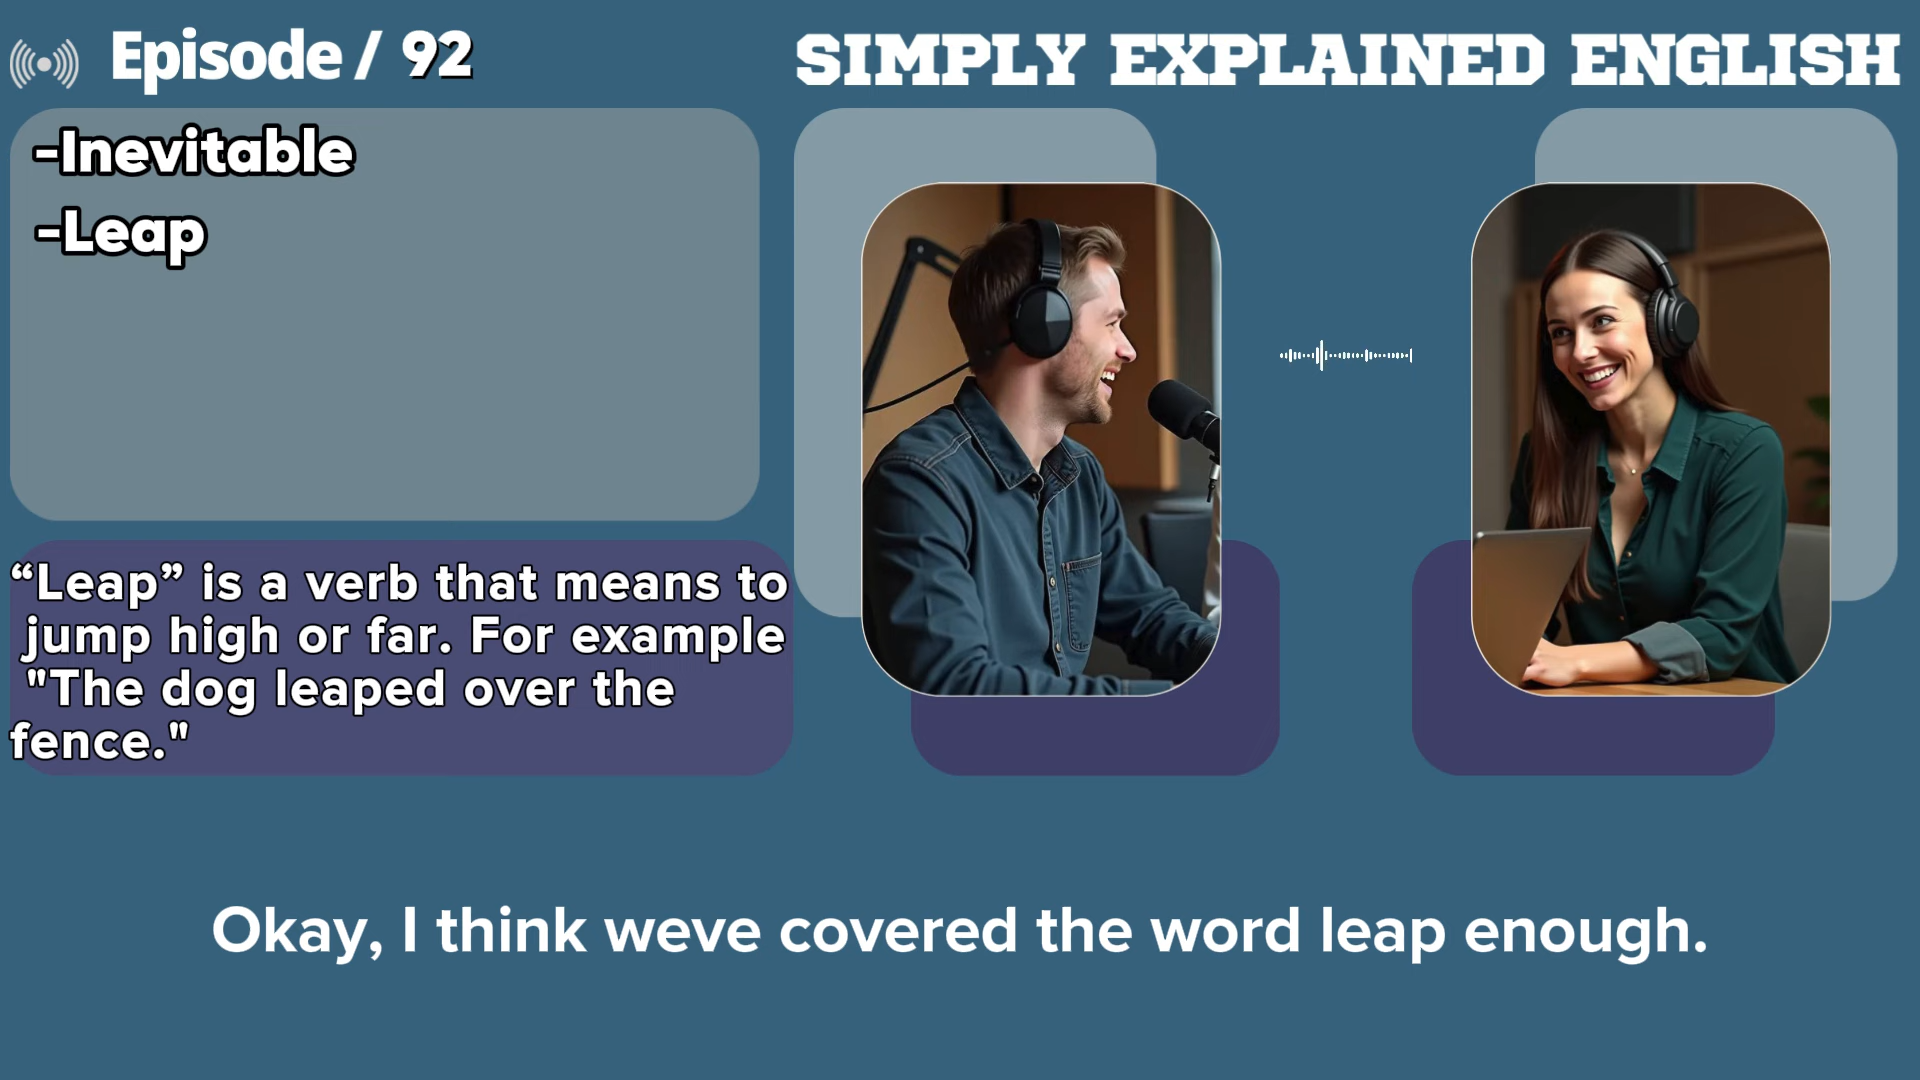 Episode / 92
SIMPLY EXPLAINED ENGLISH
-Inevitable
-Leap
“Leap” is a verb that means to
jump high or far. For example
"The dog leaped over the
fence."
Okay, I think weve covered the word leap enough.